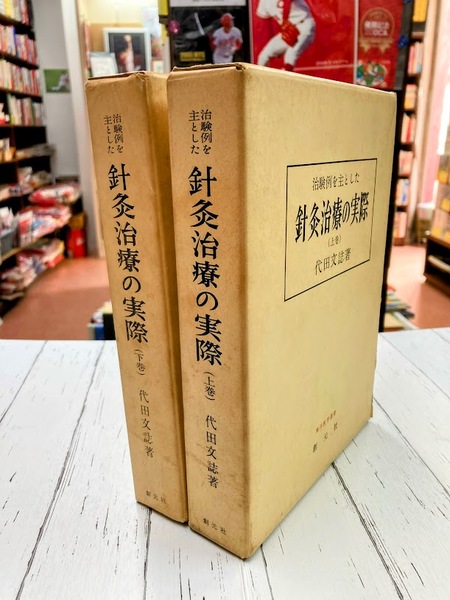 治験例を
主とした
針灸治療の実際
(下巻)
代田文誌著
創元社
治験例を
主とした
針灸治療の実際
(上巻)
代田文誌著
創元社
治験例を主とした
針灸治療の実際
(上巻)
代田文誌著
創元社